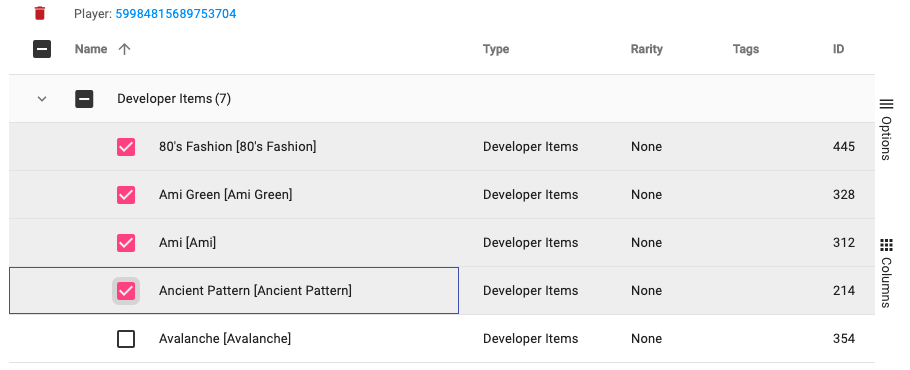 Player: 59984815689753704
Name Type Rarity Tags ID
Developer Items (7)
80's Fashion [80's Fashion] Developer Items None 445
Ami Green [Ami Green] Developer Items None 328
Ami [Ami] Developer Items None 312
Ancient Pattern [Ancient Pattern] Developer Items None 214
Avalanche [Avalanche] Developer Items None 354
Options
Columns